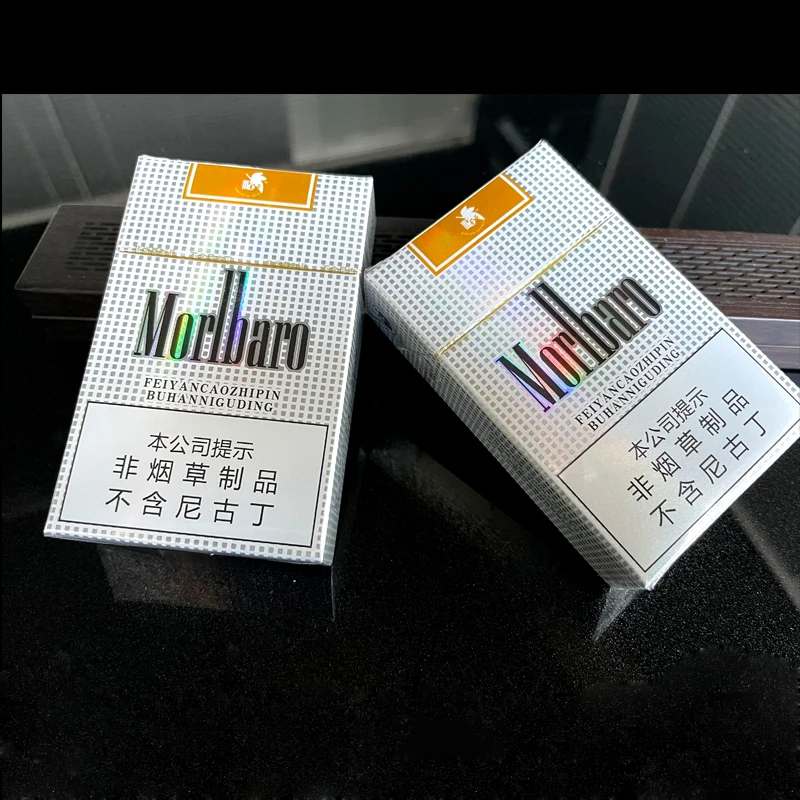 Morlbaro
FEIYANCAOZHIPIN
BUHANNIGUDING
本公司提示
非烟草制品
不含尼古丁
Morlbaro
FEIYANCAOZHIPIN
BUHANNIGUDING
本公司提示
非烟草制品
不含尼古丁